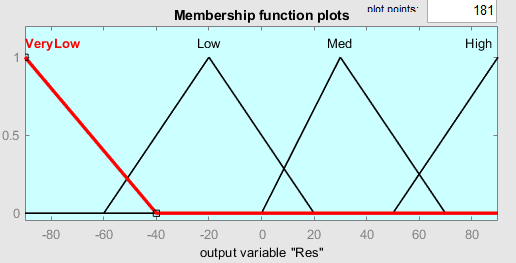 Membership function plots
plot points:
181
VeryLow
Low
Med
High
1
0.5
0
-80 -60 -40 -20 0 20 40 60 80
output variable "Res"